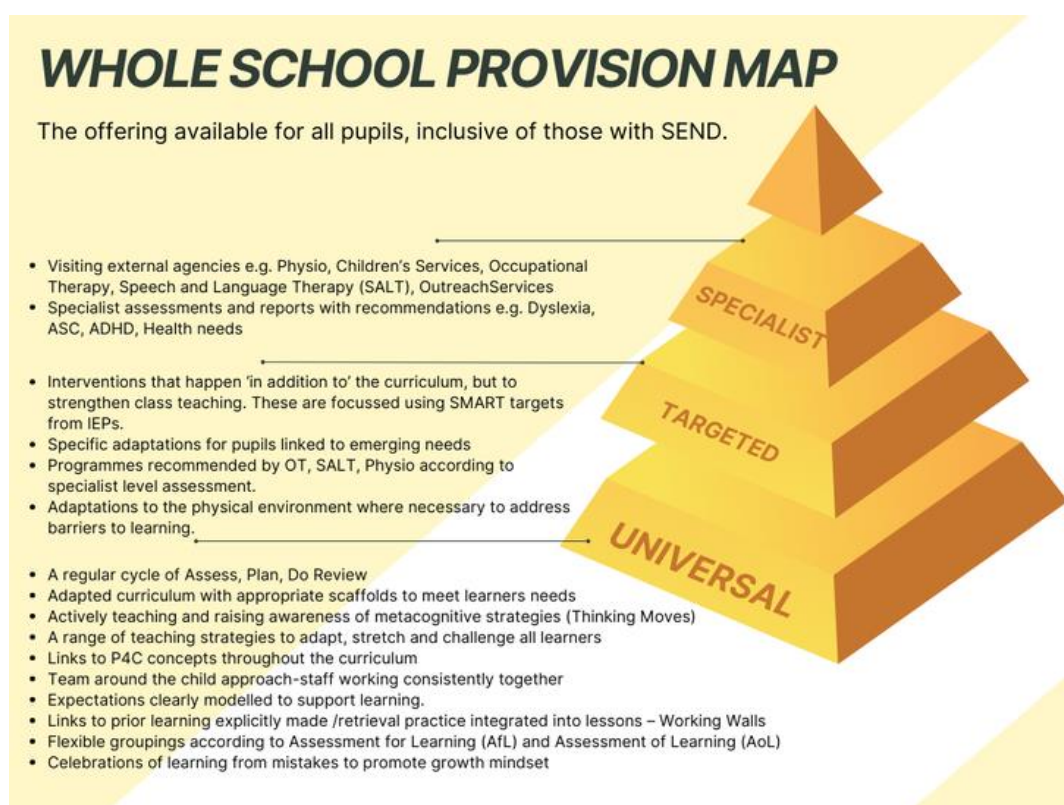 WHOLE SCHOOL PROVISION MAP
The offering available for all pupils, inclusive of those with SEND.
• Visiting external agencies e.g. Physio, Children's Services, Occupational
Therapy, Speech and Language Therapy (SALT), OutreachServices
• Specialist assessments and reports with recommendations e.g. Dyslexia,
ASC, ADHD, Health needs
SPECIALIST
• Interventions that happen 'in addition to' the curriculum, but to
strengthen class teaching. These are focussed using SMART targets
from IEPs.
• Specific adaptations for pupils linked to emerging needs
• Programmes recommended by OT, SALT, Physio according to
specialist level assessment.
• Adaptations to the physical environment where necessary to address
barriers to learning.
TARGETED
• A regular cycle of Assess, Plan, Do Review
• Adapted curriculum with appropriate scaffolds to meet learners needs
• Actively teaching and raising awareness of metacognitive strategies (Thinking Moves)
• A range of teaching strategies to adapt, stretch and challenge all learners
• Links to P4C concepts throughout the curriculum
• Team around the child approach-staff working consistently together
• Expectations clearly modelled to support learning.
• Links to prior learning explicitly made /retrieval practice integrated into lessons – Working Walls
• Flexible groupings according to Assessment for Learning (AfL) and Assessment of Learning (AoL)
• Celebrations of learning from mistakes to promote growth mindset
UNIVERSAL